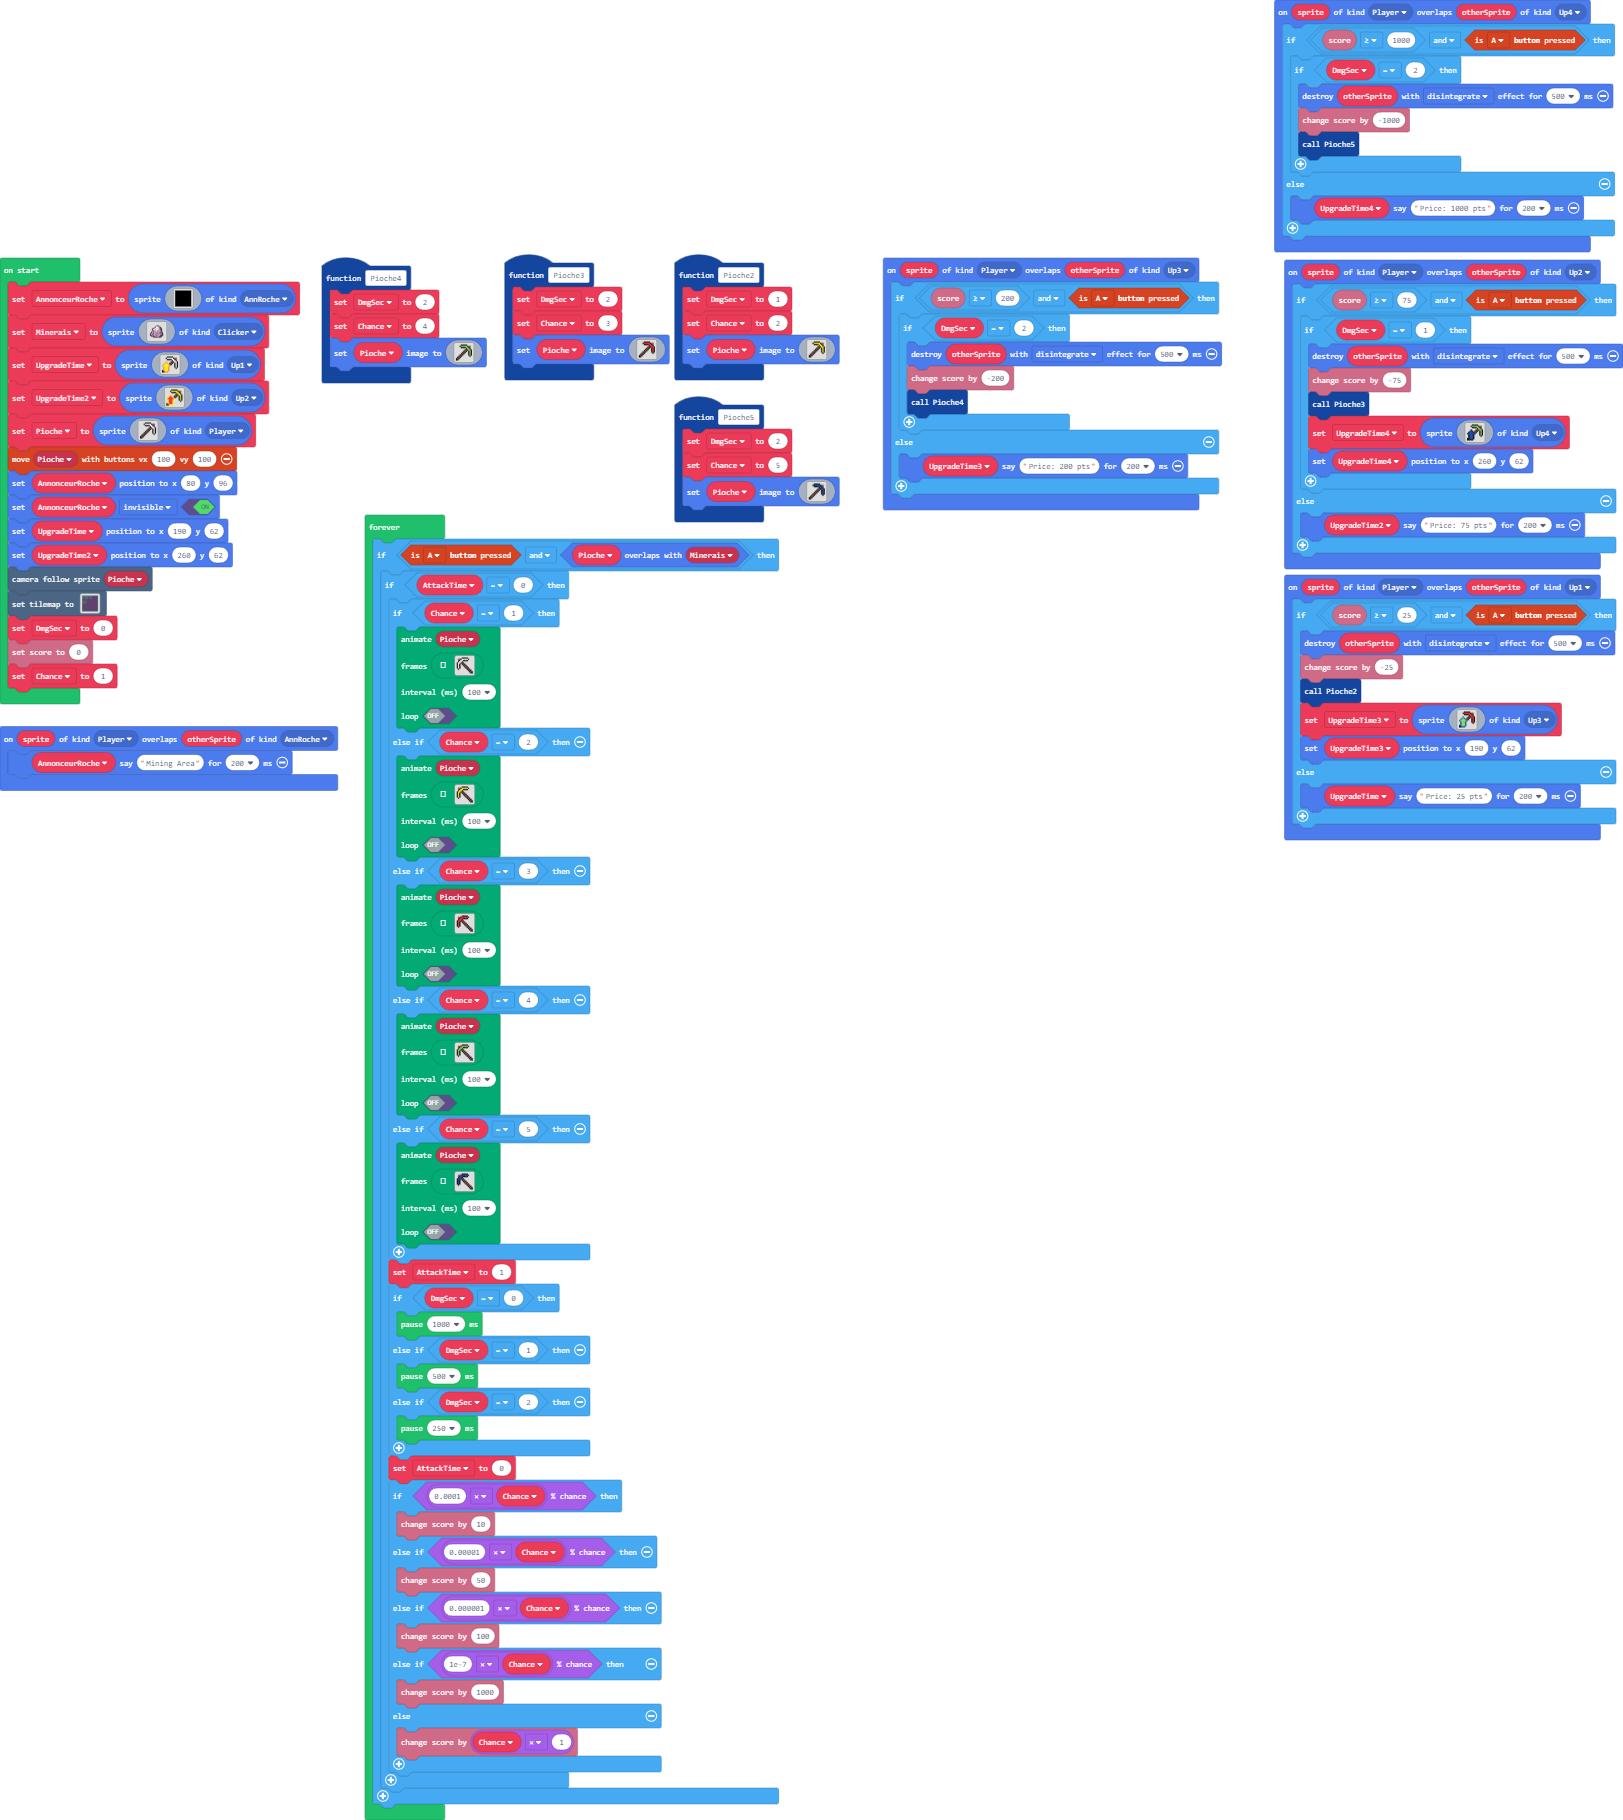 on start
set AnnonceurRoche to sprite of kind AnnRoche
set Minerais to sprite of kind Clicker
set UpgradeTime to sprite of kind Up1
set UpgradeTime2 to sprite of kind Up2
set Pioche to sprite of kind Player
move Pioche with buttons vx 100 vy 100
set AnnonceurRoche position to x 80 y 96
set AnnonceurRoche invisible ON
set UpgradeTime position to x 190 y 62
set UpgradeTime2 position to x 260 y 62
camera follow sprite Pioche
set tilemap to
set DmgSec to 0
set score to 0
set Chance to 1
on sprite of kind Player overlaps otherSprite of kind AnnRoche
AnnonceurRoche say "Mining Area" for 200 ms
function Pioche4
set DmgSec to 2
set Chance to 4
set Pioche image to
function Pioche3
set DmgSec to 2
set Chance to 3
set Pioche image to
function Pioche2
set DmgSec to 1
set Chance to 2
set Pioche image to
function Pioche5
set DmgSec to 2
set Chance to 5
set Pioche image to
forever
if is A button pressed and Pioche overlaps with Minerais then
if AttackTime = 0 then
if Chance = 1 then
animate Pioche
frames
interval (ms) 100
loop OFF
else if Chance = 2 then
animate Pioche
frames
interval (ms) 100
loop OFF
else if Chance = 3 then
animate Pioche
frames
interval (ms) 100
loop OFF
else if Chance = 4 then
animate Pioche
frames
interval (ms) 100
loop OFF
else if Chance = 5 then
animate Pioche
frames
interval (ms) 100
loop OFF
set AttackTime to 1
if DmgSec = 0 then
pause 1000 ms
else if DmgSec = 1 then
pause 500 ms
else if DmgSec = 2 then
pause 250 ms
set AttackTime to 0
if 0.0001 × Chance % chance then
change score by 10
else if 0.00001 × Chance % chance then
change score by 50
else if 0.000001 × Chance % chance then
change score by 100
else if 1e-7 × Chance % chance then
change score by 1000
else
change score by Chance × 1
on sprite of kind Player overlaps otherSprite of kind Up3
if score ≥ 200 and is A button pressed then
if DmgSec = 2 then
destroy otherSprite with disintegrate effect for 500 ms
change score by -200
call Pioche4
else
UpgradeTime3 say "Price: 200 pts" for 200 ms
on sprite of kind Player overlaps otherSprite of kind Up4
if score ≥ 1000 and is A button pressed then
if DmgSec = 2 then
destroy otherSprite with disintegrate effect for 500 ms
change score by -1000
call Pioche5
else
UpgradeTime4 say "Price: 1000 pts" for 200 ms
on sprite of kind Player overlaps otherSprite of kind Up2
if score ≥ 75 and is A button pressed then
if DmgSec = 1 then
destroy otherSprite with disintegrate effect for 500 ms
change score by -75
call Pioche3
set UpgradeTime4 to sprite of kind Up4
set UpgradeTime4 position to x 260 y 62
else
UpgradeTime2 say "Price: 75 pts" for 200 ms
on sprite of kind Player overlaps otherSprite of kind Up1
if score ≥ 25 and is A button pressed then
destroy otherSprite with disintegrate effect for 500 ms
change score by -25
call Pioche2
set UpgradeTime3 to sprite of kind Up3
set UpgradeTime3 position to x 190 y 62
else
UpgradeTime say "Price: 25 pts" for 200 ms